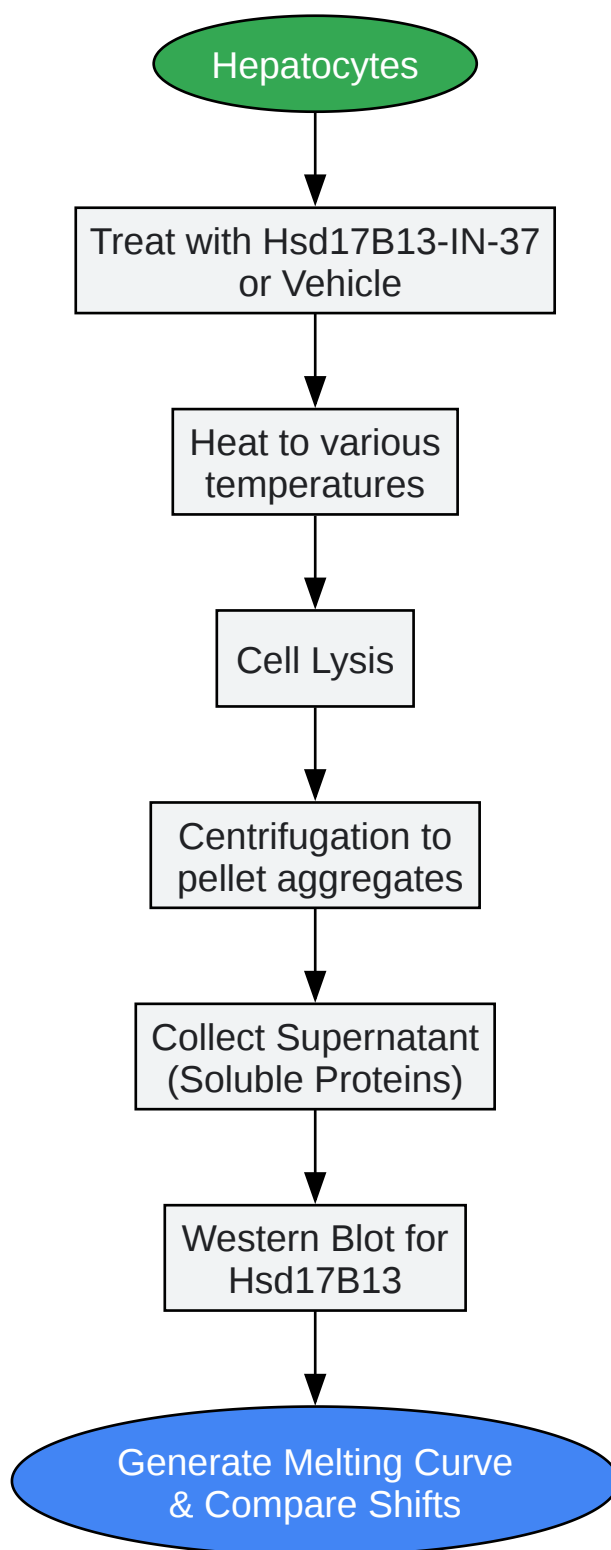 Hepatocytes
Treat with Hsd17B13-IN-37
or Vehicle
Heat to various
temperatures
Cell Lysis
Centrifugation to
pellet aggregates
Collect Supernatant
(Soluble Proteins)
Western Blot for
Hsd17B13
Generate Melting Curve
& Compare Shifts